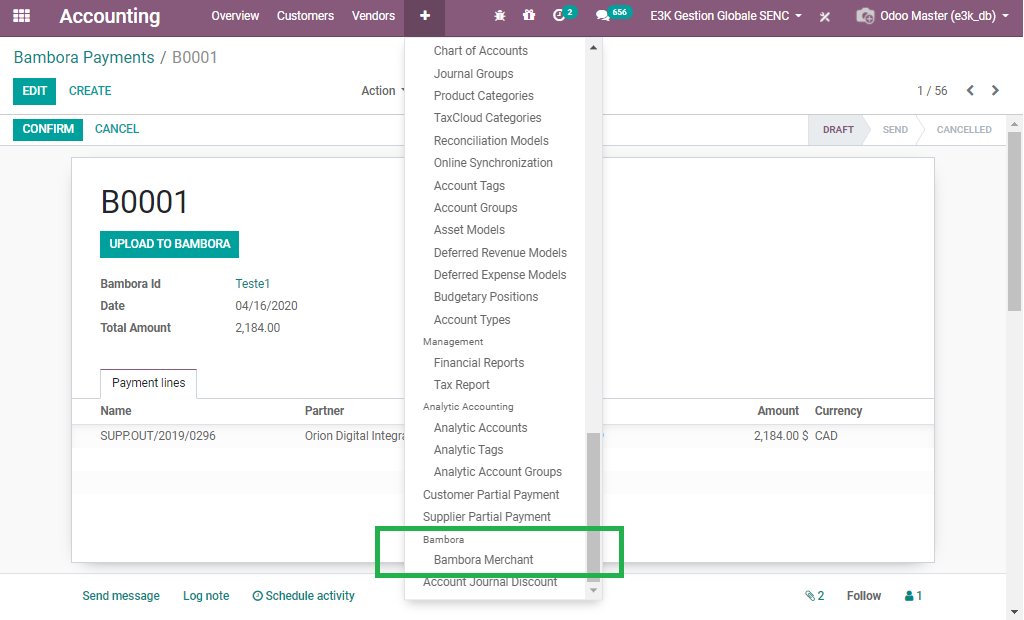 Accounting Overview Customers Vendors + 2 656 E3K Gestion Globale SENC Odoo Master (e3k_db)
Bambora Payments / B0001
EDIT CREATE Action 1 / 56
CONFIRM CANCEL DRAFT SEND CANCELLED
B0001
UPLOAD TO BAMBORA
Bambora Id Teste1
Date 04/16/2020
Total Amount 2,184.00
Payment lines
Name Partner Amount Currency
SUPP.OUT/2019/0296 Orion Digital Integra 2,184.00 $ CAD
Chart of Accounts
Journal Groups
Product Categories
TaxCloud Categories
Reconciliation Models
Online Synchronization
Account Tags
Account Groups
Asset Models
Deferred Revenue Models
Deferred Expense Models
Budgetary Positions
Account Types
Management
Financial Reports
Tax Report
Analytic Accounting
Analytic Accounts
Analytic Tags
Analytic Account Groups
Customer Partial Payment
Supplier Partial Payment
Bambora
Bambora Merchant
Account Journal Discount
Send message Log note Schedule activity 2 Follow 1